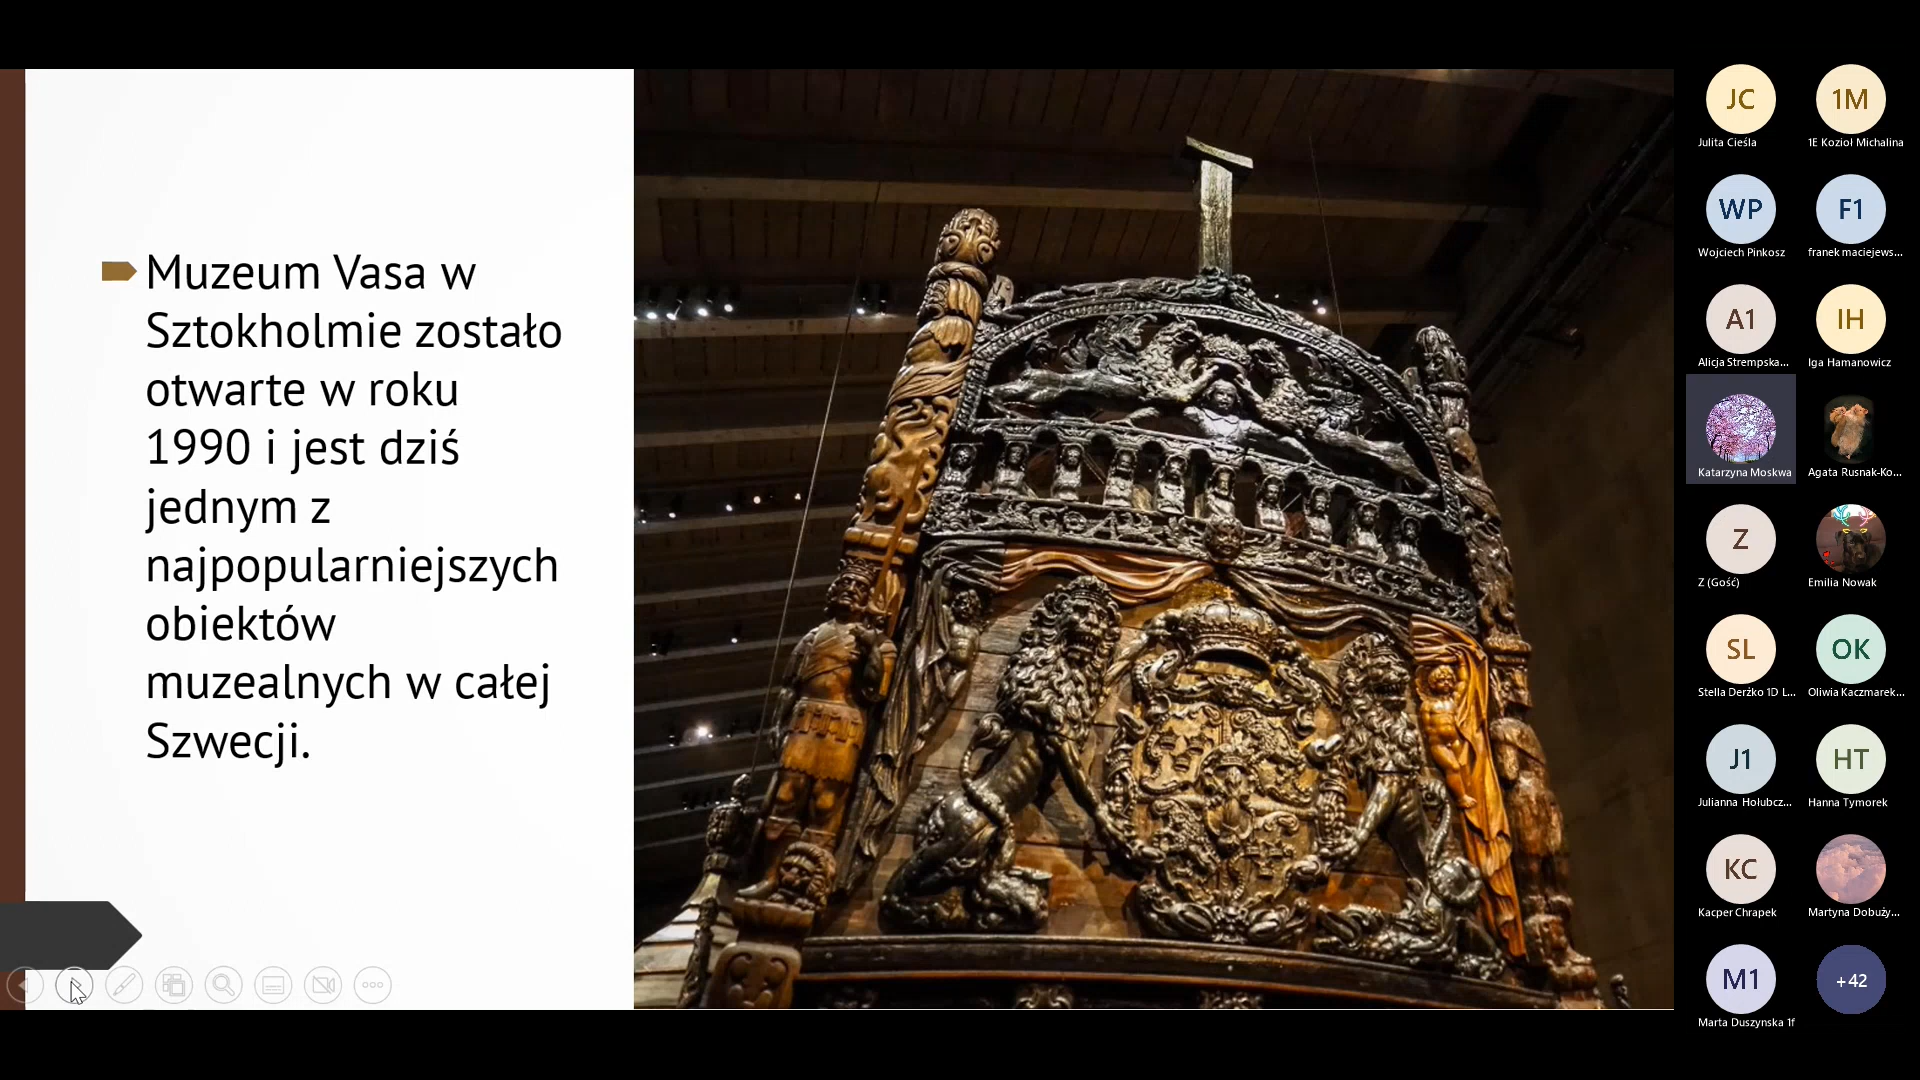 Muzeum Vasa w
Sztokholmie zostało
otwarte w roku
1990 i jest dziś
jednym z
najpopularniejszych
obiektów
muzealnych w całej
Szwecji.
G G A R
R G S
JC
Julita Cieśla
1M
1E Kozioł Michalina
WP
Wojciech Pinkosz
F1
franek maciejews...
A1
Alicja Strempska...
IH
Iga Hamanowicz
Katarzyna Moskwa
Agata Rusnak-Ko...
Z
Z (Gość)
Emilia Nowak
SL
Stella Derżko 1D L...
OK
Oliwia Kaczmarek...
J1
Julianna Hołubcz...
HT
Hanna Tymorek
KC
Kacper Chrapek
Martyna Dobuży...
M1
Marta Duszynska 1f
+42